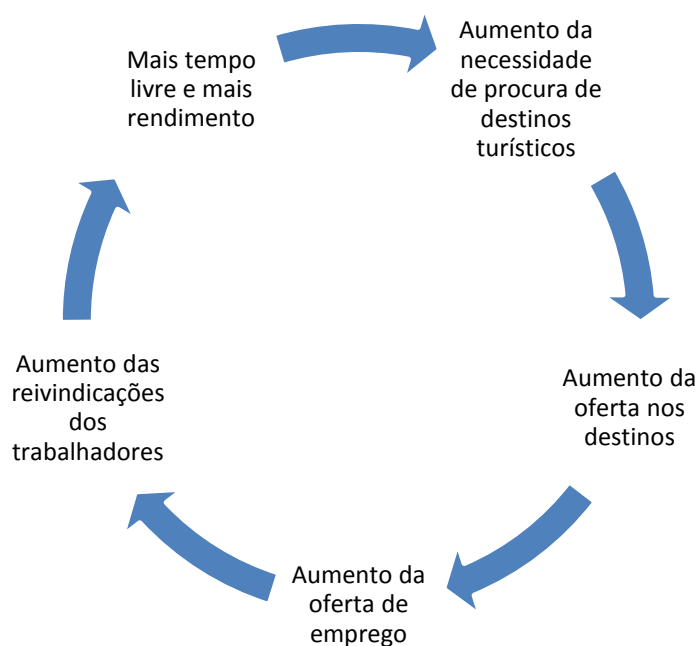 Mais tempo
livre e mais
rendimento
Aumento da
necessidade
de procura de
destinos
turísticos
Aumento da
oferta nos
destinos
Aumento da
oferta de
emprego
Aumento das
reivindicações
dos
trabalhadores